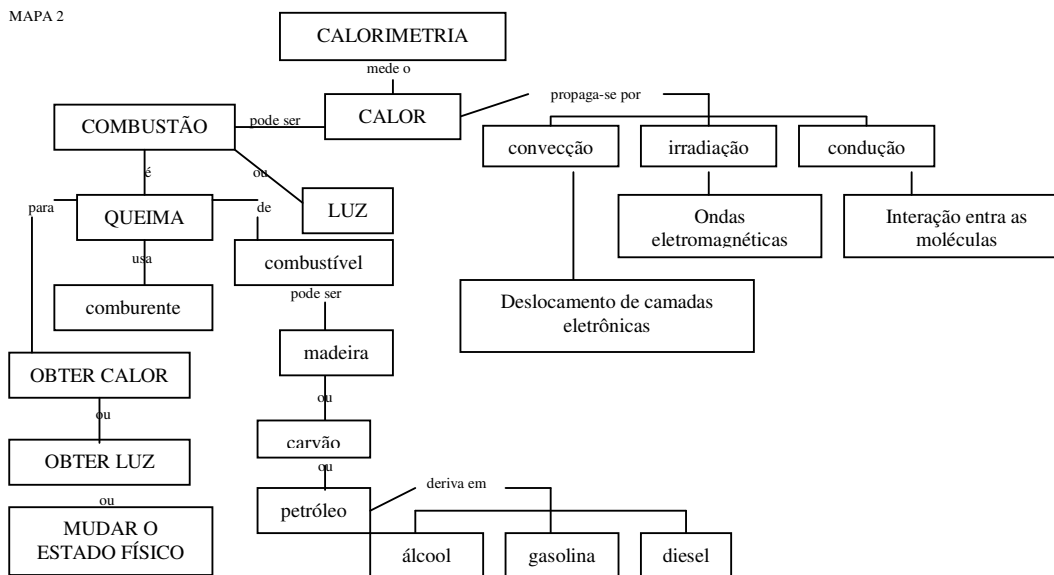 MAPA 2
CALORIMETRIA
mede o
CALOR
propaga-se por
pode ser
COMBUSTÃO
convecção
irradiação
condução
é
ou
LUZ
Ondas
eletromagnéticas
Interação entra as
moléculas
para
QUEIMA
de
combustível
usa
comburente
pode ser
Deslocamento de camadas
eletrônicas
madeira
OBTER CALOR
ou
ou
carvão
OBTER LUZ
ou
ou
petróleo
deriva em
MUDAR O
ESTADO FÍSICO
álcool
gasolina
diesel